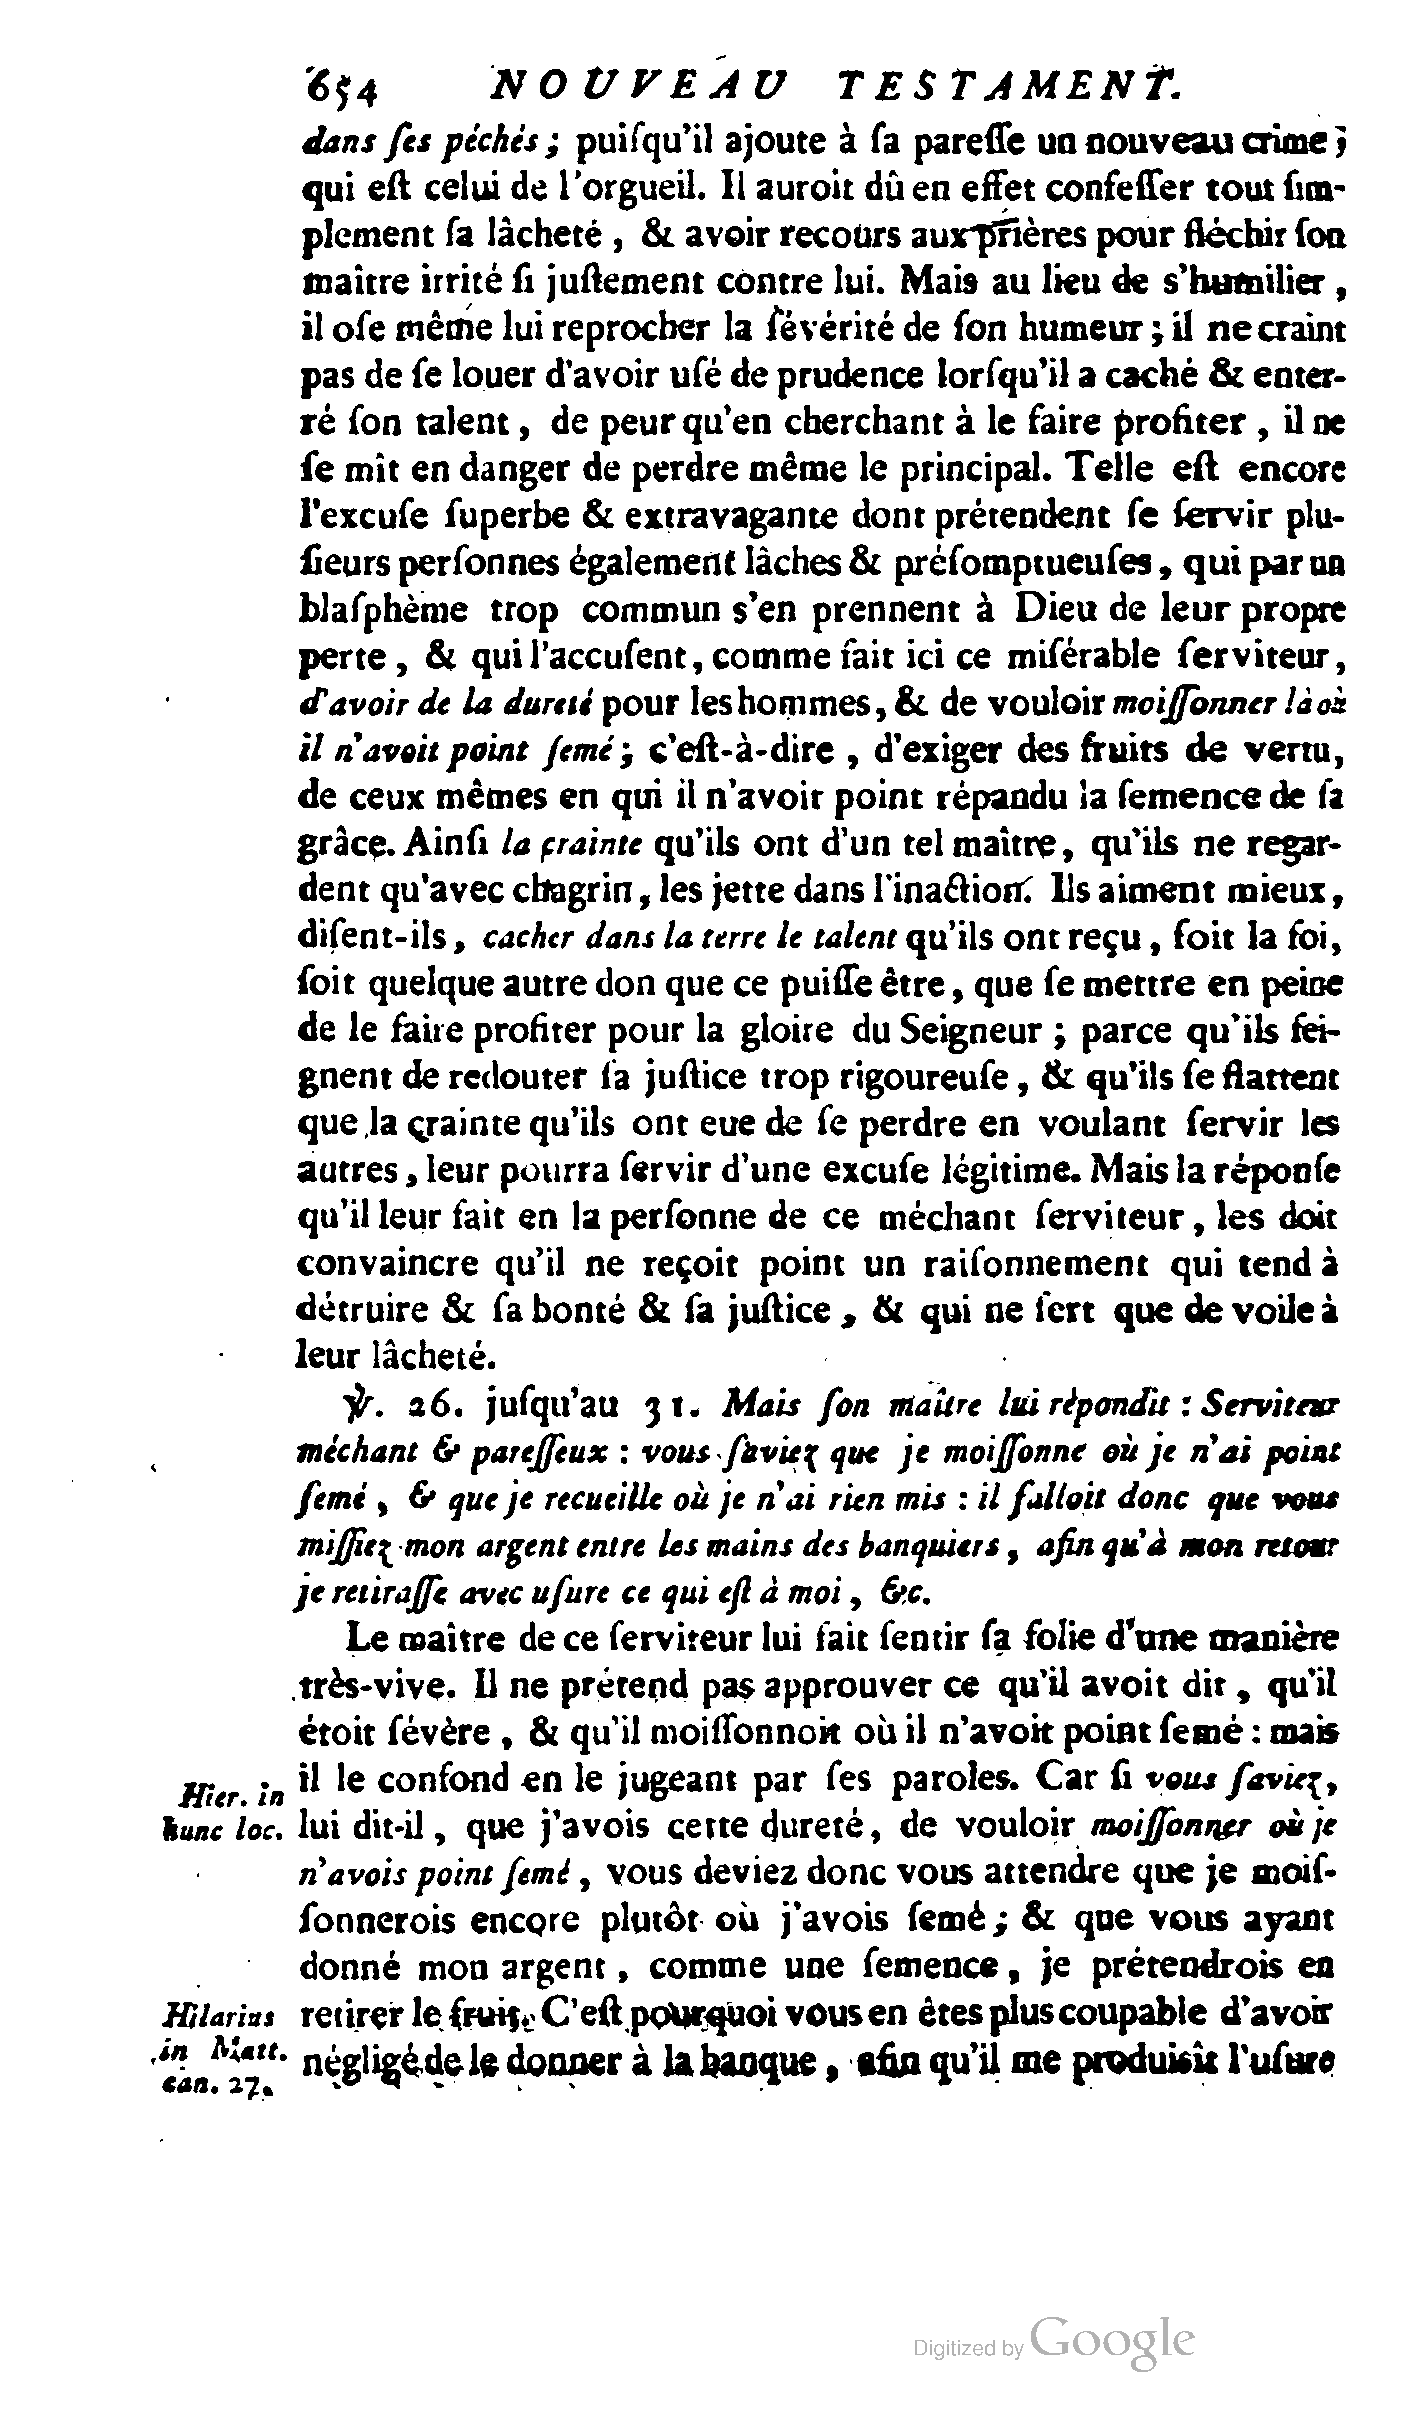 654 NOUVEAU TESTAMENT.
dans ſes péchés ; puiſqu'il ajoute à ſa pareſſe un nouveau crime ;
qui eſt celui de l'orgueil. Il auroit dû en effet confeſſer tout ſim-
plement ſa lâcheté , & avoir recours aux prières pour fléchir ſon
maître irrité ſi juſtement contre lui. Mais au lieu de s'humilier ,
il oſe même lui reprocher la ſévérité de ſon humeur ; il ne craint
pas de ſe louer d'avoir uſé de prudence lorſqu'il a caché & enter-
ré ſon talent , de peur qu'en cherchant à le faire profiter , il ne
ſe mît en danger de perdre même le principal. Telle eſt encore
l'excuſe ſuperbe & extravagante dont prétendent ſe ſervir plu-
ſieurs perſonnes également lâches & préſomptueuſes, qui par un
blaſphème trop commun s'en prennent à Dieu de leur propre
perte , & qui l'accuſent, comme fait ici ce miſérable ſerviteur,
d'avoir de la dureté pour les hommes, & de vouloir moiſſonner là où
il n'avoit point ſemé ; c'eſt-à-dire , d'exiger des fruits de vertu,
de ceux mêmes en qui il n'avoit point répandu la ſemence de ſa
grâce. Ainſi la crainte qu'ils ont d'un tel maître, qu'ils ne regar-
dent qu'avec chagrin, les jette dans l'inaction. Ils aiment mieux,
diſent-ils, cacher dans la terre le talent qu'ils ont reçu, ſoit la foi,
ſoit quelque autre don que ce puiſſe être, que ſe mettre en peine
de le faire profiter pour la gloire du Seigneur ; parce qu'ils fei-
gnent de redouter ſa juſtice trop rigoureuſe, & qu'ils ſe flattent
que la crainte qu'ils ont eue de ſe perdre en voulant ſervir les
autres, leur pourra ſervir d'une excuſe légitime. Mais la réponſe
qu'il leur fait en la perſonne de ce méchant ſerviteur, les doit
convaincre qu'il ne reçoit point un raiſonnement qui tend à
détruire & ſa bonté & ſa juſtice, & qui ne ſert que de voile à
leur lâcheté.
℣. 26. juſqu'au 31. Mais ſon maître lui répondit : Serviteur
méchant & pareſſeux : vous ſaviez que je moiſſonne où je n'ai point
ſemé , & que je recueille où je n'ai rien mis : il falloit donc que vous
miſſiez mon argent entre les mains des banquiers, afin qu'à mon retour
je retiraſſe avec uſure ce qui eſt à moi, &c.
Le maître de ce ſerviteur lui fait ſentir ſa folie d'une manière
très-vive. Il ne prétend pas approuver ce qu'il avoit dit, qu'il
étoit ſévère, & qu'il moiſſonnoit où il n'avoit point ſemé : mais
il le confond en le jugeant par ſes paroles. Car ſi vous ſaviez,
Hier. in
hunc loc.
lui dit-il, que j'avois cette dureté, de vouloir moiſſonner où je
n'avois point ſemé, vous deviez donc vous attendre que je moiſ-
ſonnerois encore plutôt où j'avois ſemé ; & que vous ayant
donné mon argent, comme une ſemence, je prétendrois en
retirer le fruit. C'eſt pourquoi vous en êtes plus coupable d'avoir
Hilarius
in Matt.
can. 27.
négligé de le donner à la banque, afin qu'il me produisît l'uſure
Digitized by Google